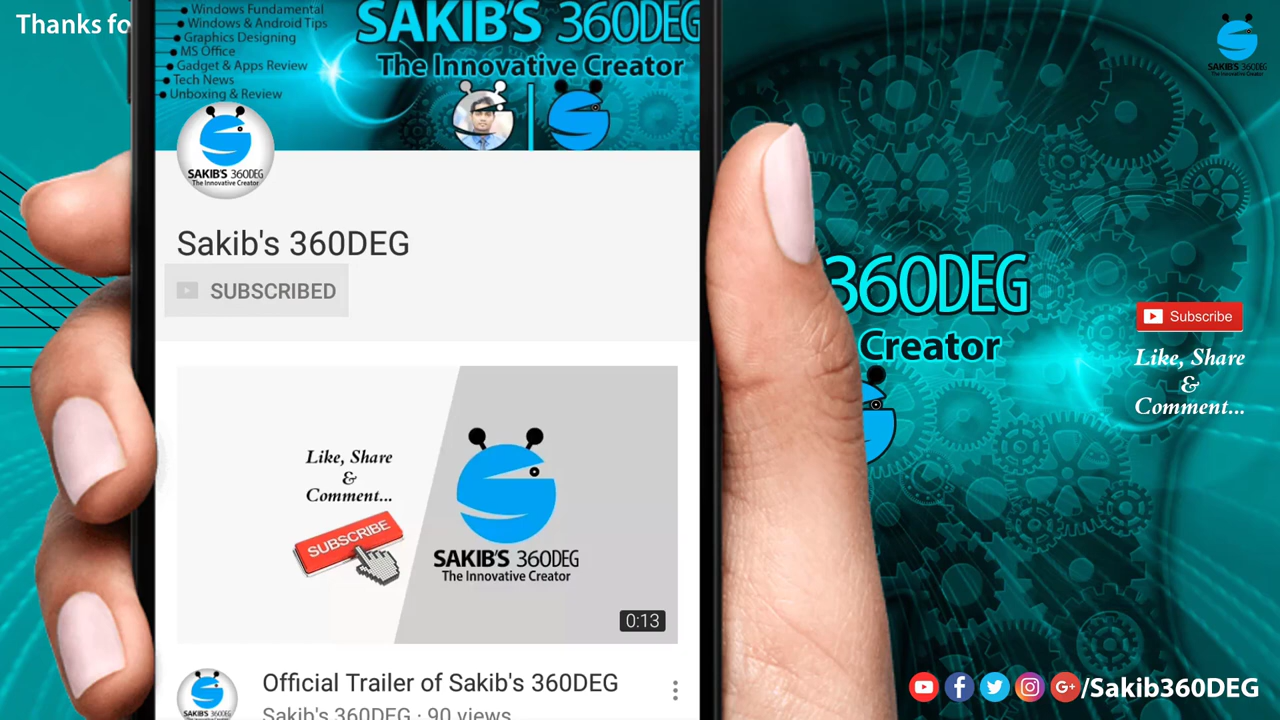 Thanks fo
Windows Fundamental
Windows & Android Tips
Graphics Designing
MS Office
Gadget & Apps Review
Tech News
Unboxing & Review
SAKIB'S 360DEG
The Innovative Creator
SAKIB'S 360DEG
The Innovative Creator
Sakib's 360DEG
SUBSCRIBED
Like, Share
&
Comment...
SUBSCRIBE
SAKIB'S 360DEG
The Innovative Creator
0:13
Official Trailer of Sakib's 360DEG
Sakib's 360DEG · 90 views
SAKIB'S 360DEG
SAKIB'S 360DEG
The Innovative Creator
360DEG
Creator
Subscribe
Like, Share
&
Comment...
/Sakib360DEG